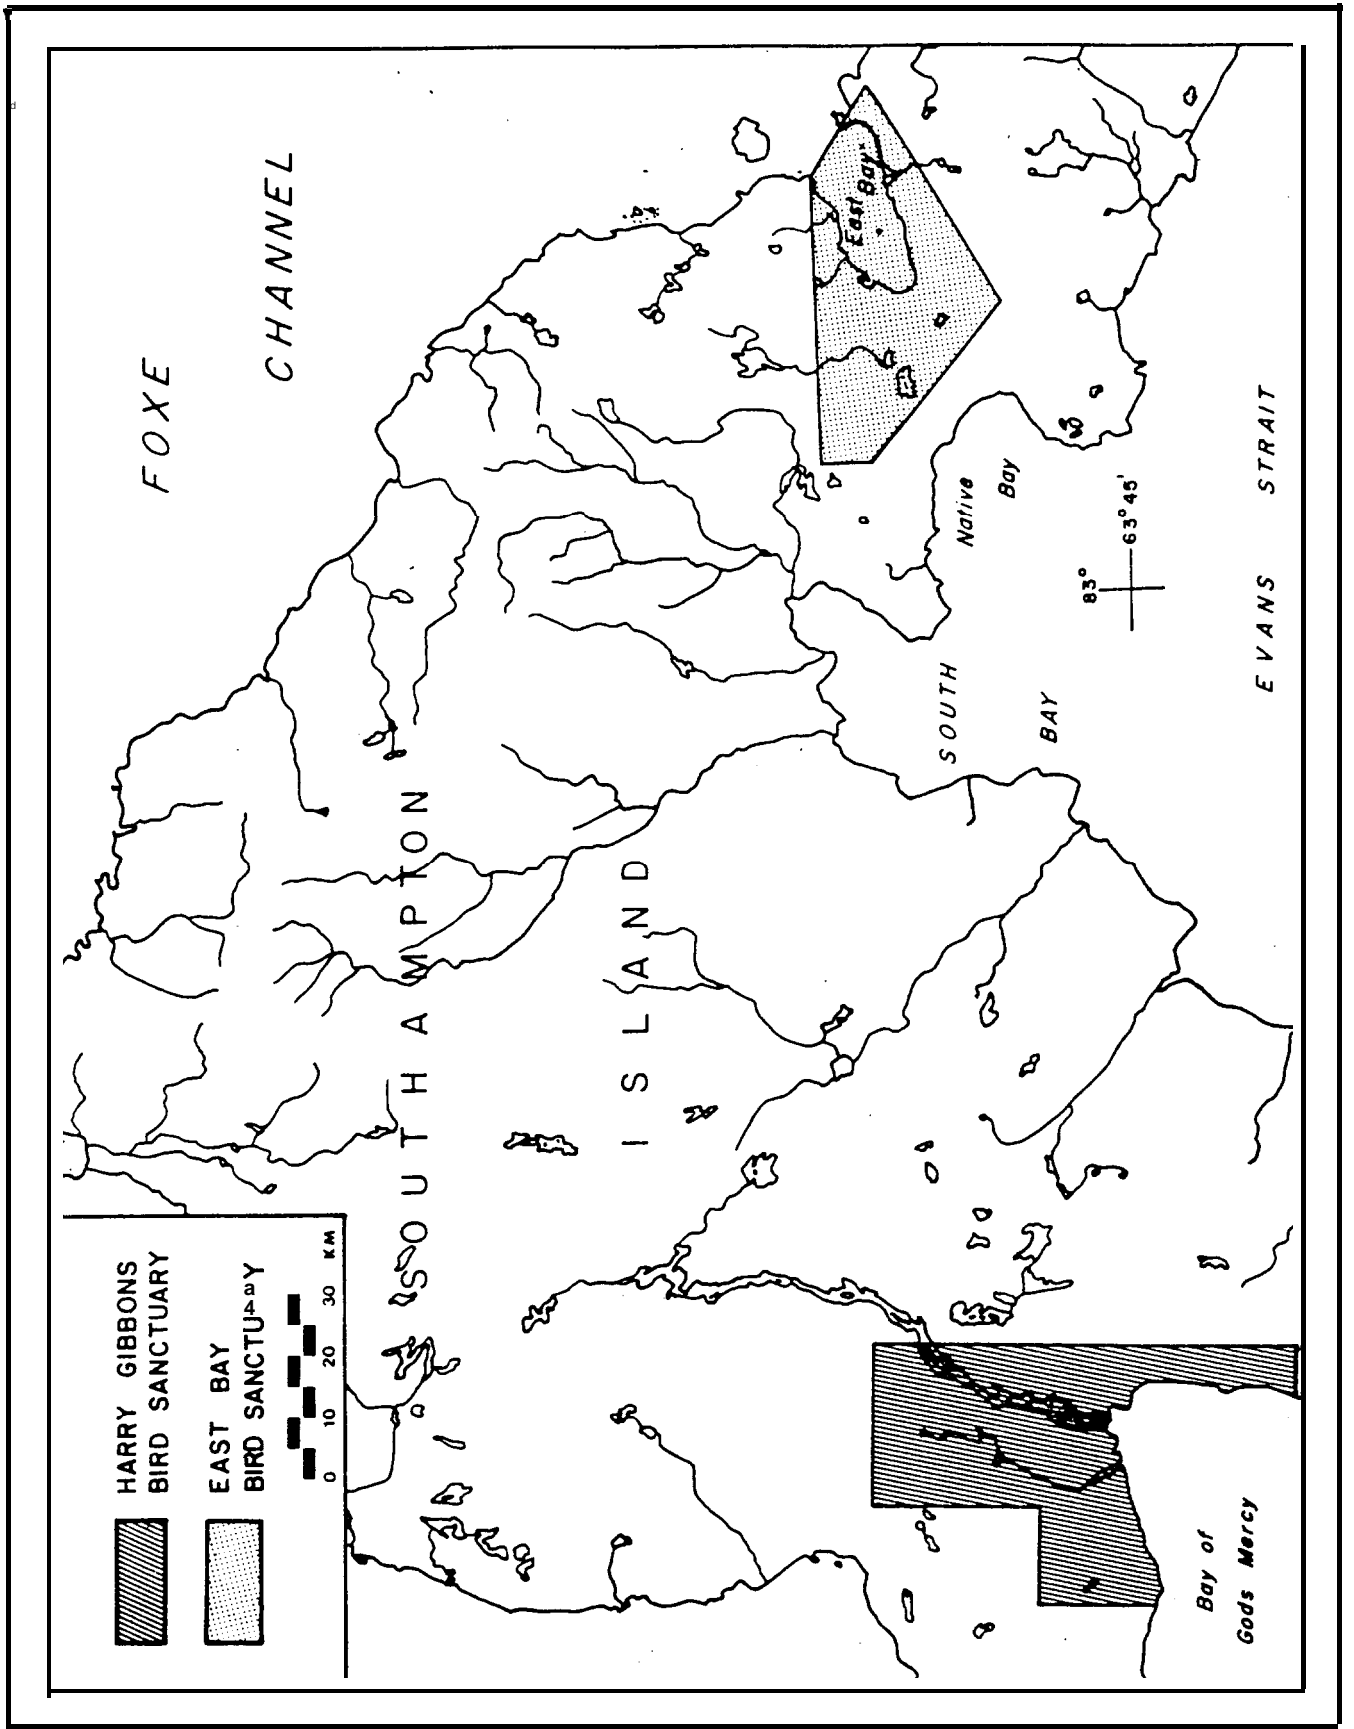 HARRY GIBBONS
BIRD SANCTUARY
EAST BAY
BIRD SANCTU4aY
0 10 20 30 KM
FOXE
CHANNEL
SOUTHAMPTON
ISLAND
East Bay
Native
Bay
83°
63° 45'
SOUTH
BAY
EVANS STRAIT
Bay of
Gods Mercy
d